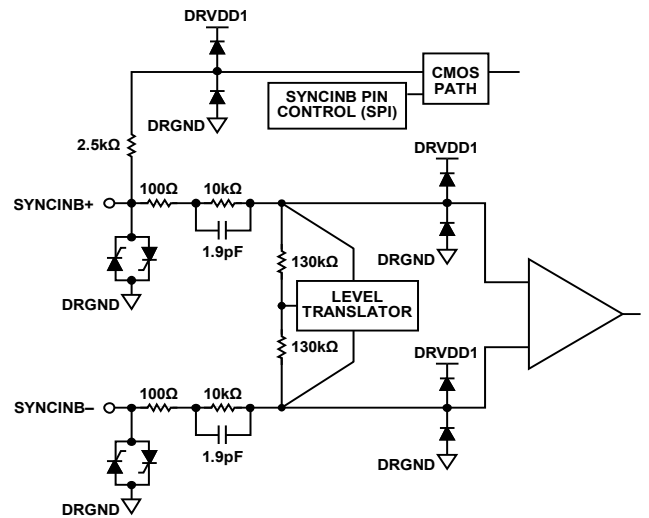 DRVDD1
CMOS
PATH
SYNCINB PIN
CONTROL (SPI)
DRGND
2.5kΩ
DRVDD1
SYNCINB+
100Ω
10kΩ
1.9pF
DRGND
DRGND
130kΩ
LEVEL
TRANSLATOR
130kΩ
DRVDD1
SYNCINB–
100Ω
10kΩ
1.9pF
DRGND
DRGND